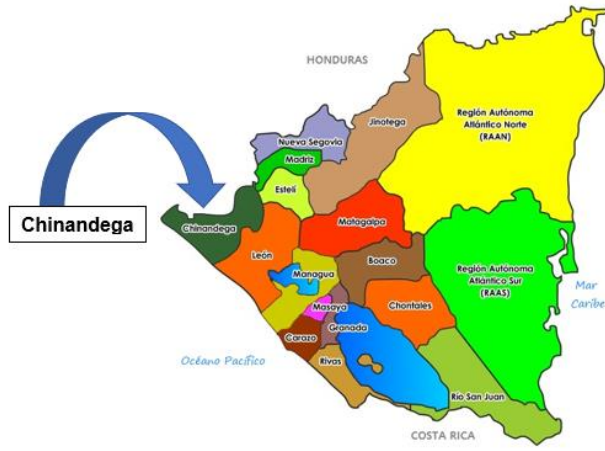 HONDURAS
Jinotega
Región Autónoma
Atlántico Norte
(RAAN)
Nueva Segovia
Madriz
Estelí
Chinandega
Chinandega
Matagalpa
León
Boaco
Managua
Región Autónoma
Atlántico Sur
(RAAS)
Mar
Caribe
Masaya
Chontales
Granada
Carazo
Océano Pacífico
Rivas
Río San Juan
COSTA RICA